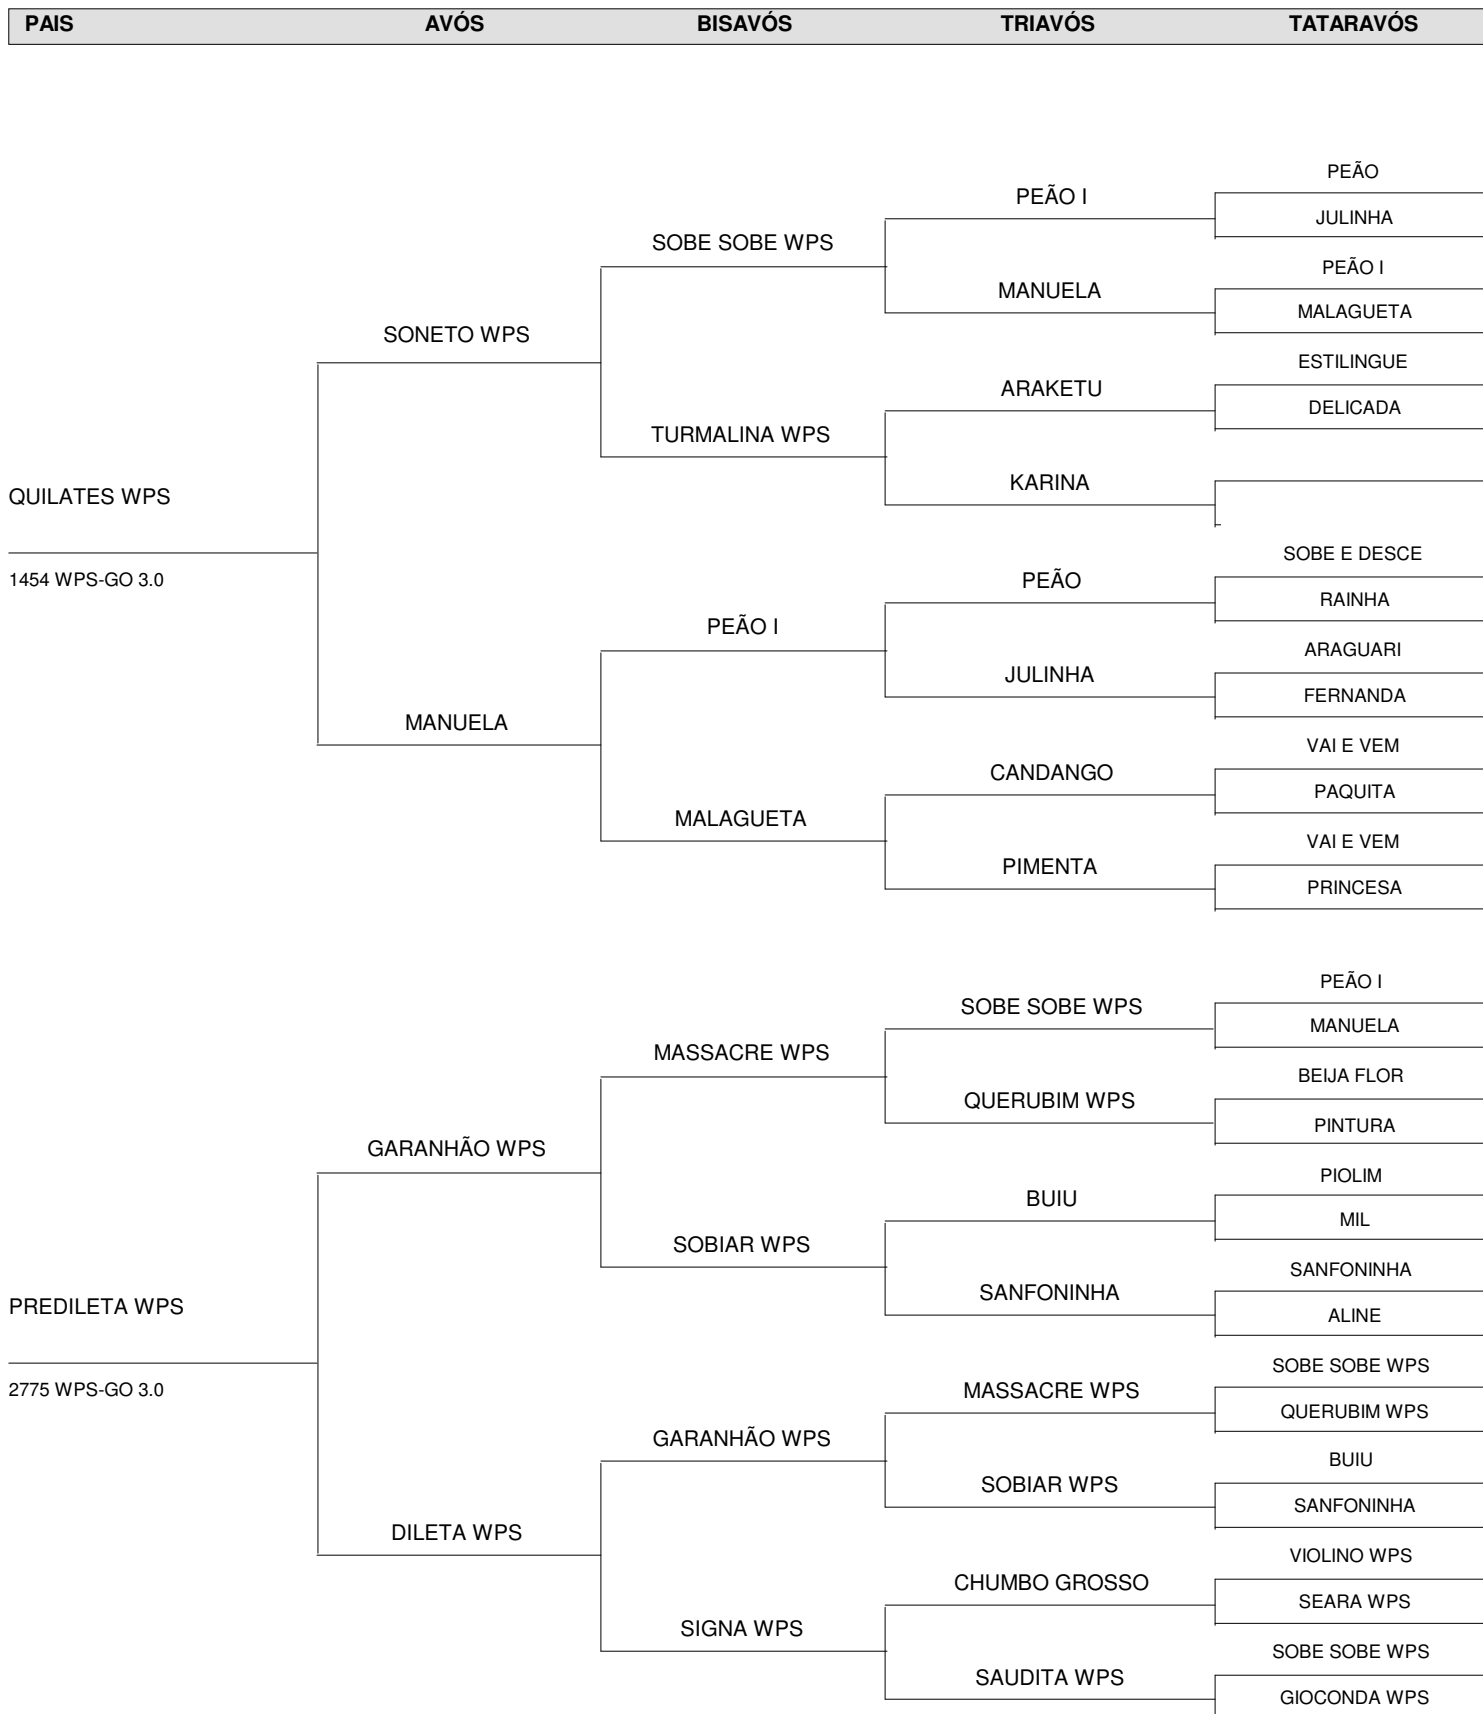 PAIS AVÓS BISAVÓS TRIAVÓS TATARAVÓS
PEÃO
PEÃO I
JULINHA
SOBE SOBE WPS
PEÃO I
MANUELA
MALAGUETA
SONETO WPS
ESTILINGUE
ARAKETU
DELICADA
TURMALINA WPS
KARINA
QUILATES WPS
SOBE E DESCE
1454 WPS-GO 3.0
PEÃO
RAINHA
PEÃO I
ARAGUARI
JULINHA
FERNANDA
MANUELA
VAI E VEM
CANDANGO
PAQUITA
MALAGUETA
VAI E VEM
PIMENTA
PRINCESA
PEÃO I
SOBE SOBE WPS
MANUELA
MASSACRE WPS
BEIJA FLOR
QUERUBIM WPS
PINTURA
GARANHÃO WPS
PIOLIM
BUIU
MIL
SOBIAR WPS
SANFONINHA
SANFONINHA
PREDILETA WPS
ALINE
SOBE SOBE WPS
2775 WPS-GO 3.0
MASSACRE WPS
QUERUBIM WPS
GARANHÃO WPS
BUIU
SOBIAR WPS
SANFONINHA
DILETA WPS
VIOLINO WPS
CHUMBO GROSSO
SEARA WPS
SIGNA WPS
SOBE SOBE WPS
SAUDITA WPS
GIOCONDA WPS